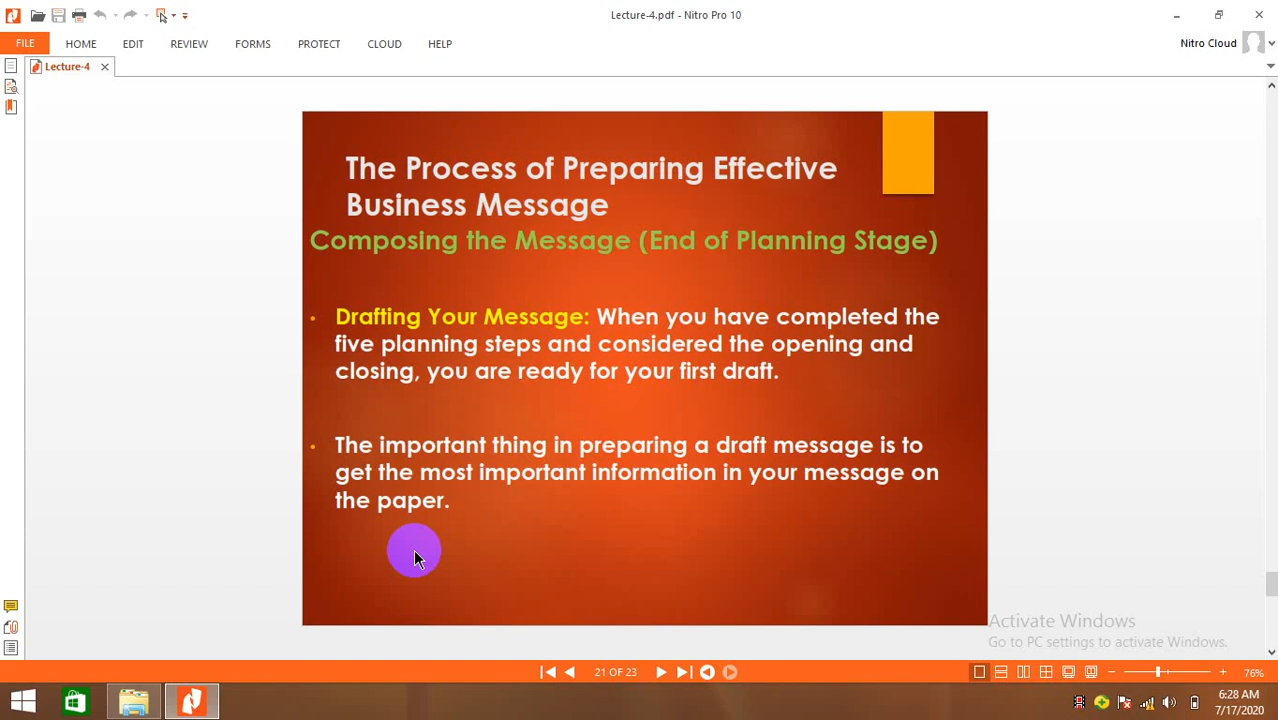 Lecture-4.pdf - Nitro Pro 10
FILE HOME EDIT REVIEW FORMS PROTECT CLOUD HELP Nitro Cloud
Lecture-4
The Process of Preparing Effective
Business Message
Composing the Message (End of Planning Stage)
• Drafting Your Message: When you have completed the
five planning steps and considered the opening and
closing, you are ready for your first draft.
• The important thing in preparing a draft message is to
get the most important information in your message on
the paper.
Activate Windows
Go to PC settings to activate Windows.
21 OF 23
76%
6:28 AM
7/17/2020